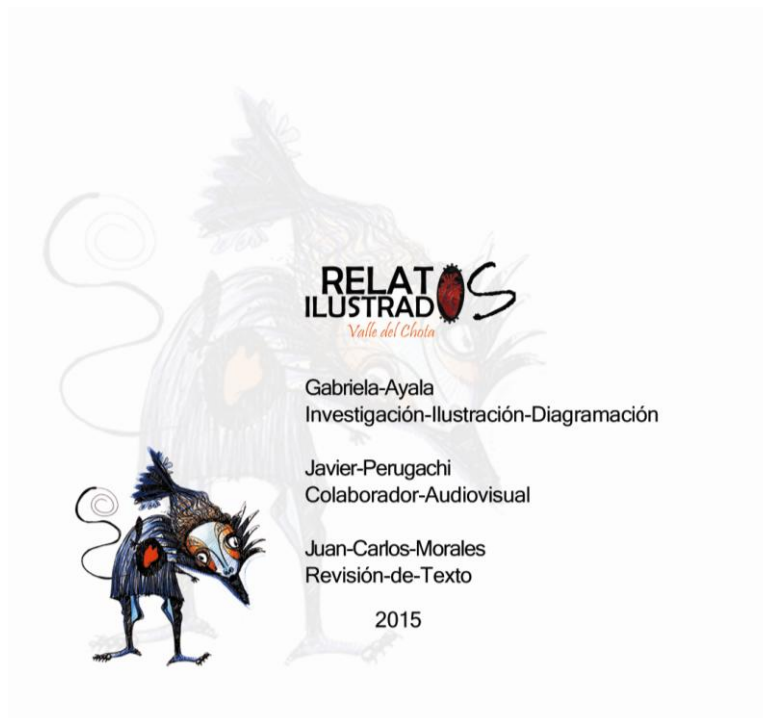 RELATOS
ILUSTRADOS
Valle del Chota
Gabriela-Ayala
Investigación-Ilustración-Diagramación
Javier-Perugachi
Colaborador-Audiovisual
Juan-Carlos-Morales
Revisión-de-Texto
2015